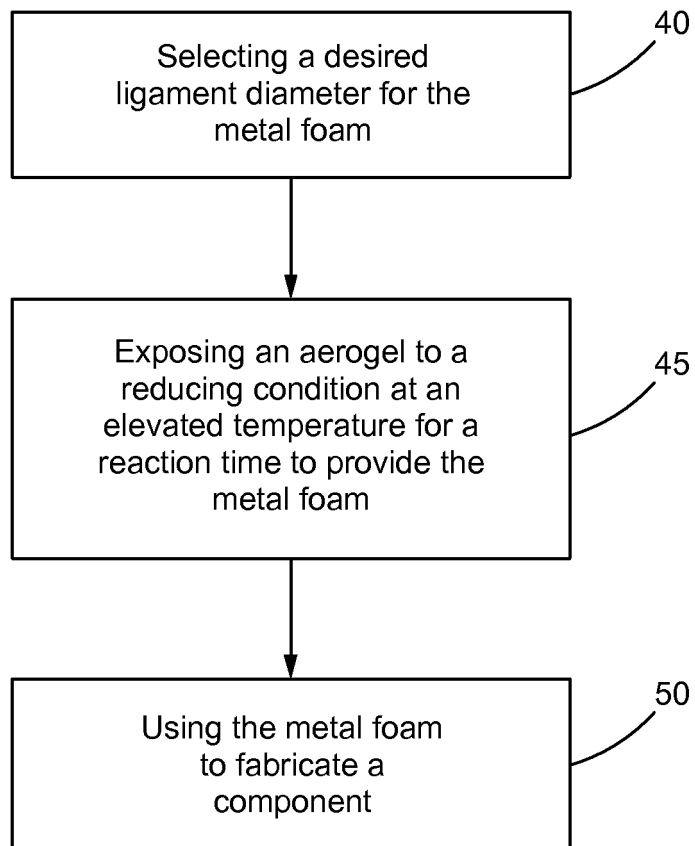 40
Selecting a desired
ligament diameter for the
metal foam
45
Exposing an aerogel to a
reducing condition at an
elevated temperature for a
reaction time to provide the
metal foam
50
Using the metal foam
to fabricate a
component